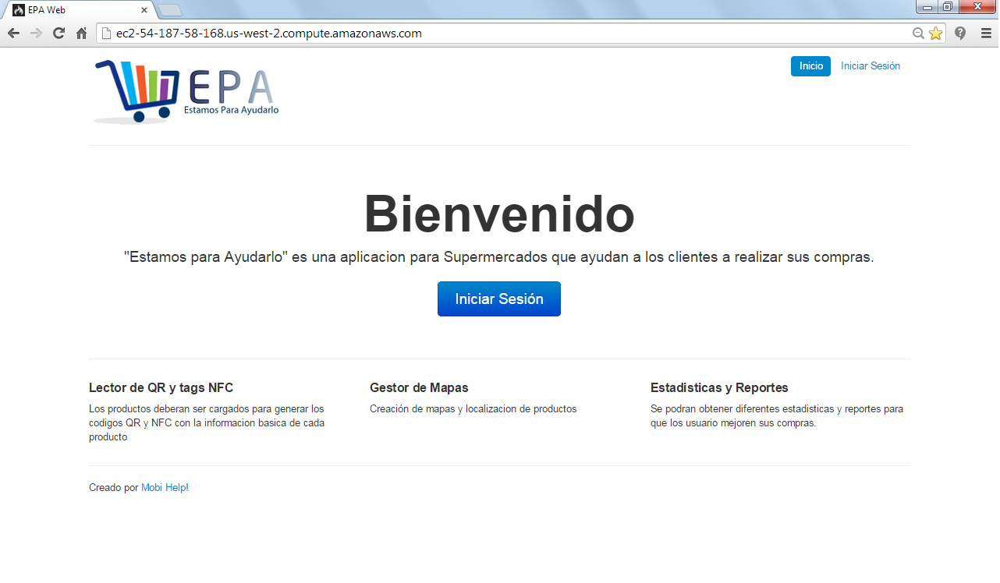 EPA Web
ec2-54-187-58-168.us-west-2.compute.amazonaws.com
EPA
Estamos Para Ayudarlo
Inicio
Iniciar Sesión
Bienvenido
"Estamos para Ayudarlo" es una aplicacion para Supermercados que ayudan a los clientes a realizar sus compras.
Iniciar Sesión
Lector de QR y tags NFC
Los productos deberan ser cargados para generar los
codigos QR y NFC con la informacion basica de cada
producto
Gestor de Mapas
Creación de mapas y localizacion de productos
Estadisticas y Reportes
Se podran obtener diferentes estadisticas y reportes para
que los usuario mejoren sus compras.
Creado por Mobi Help!